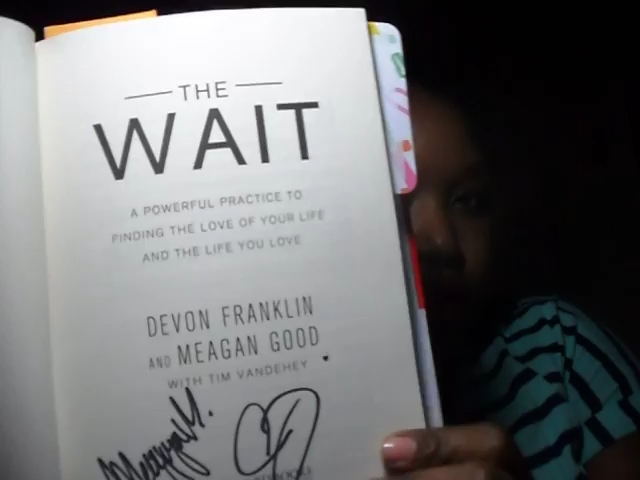 THE
WAIT
A POWERFUL PRACTICE TO
FINDING THE LOVE OF YOUR LIFE
AND THE LIFE YOU LOVE
DEVON FRANKLIN
AND MEAGAN GOOD
WITH TIM VANDEHEY